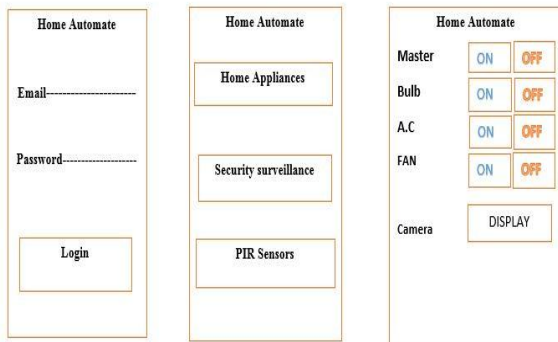 Home Automate
Email-----------------------
Password--------------------
Login
Home Automate
Home Appliances
Security surveillance
PIR Sensors
Home Automate
Master ON OFF
Bulb ON OFF
A.C ON OFF
FAN ON OFF
Camera DISPLAY